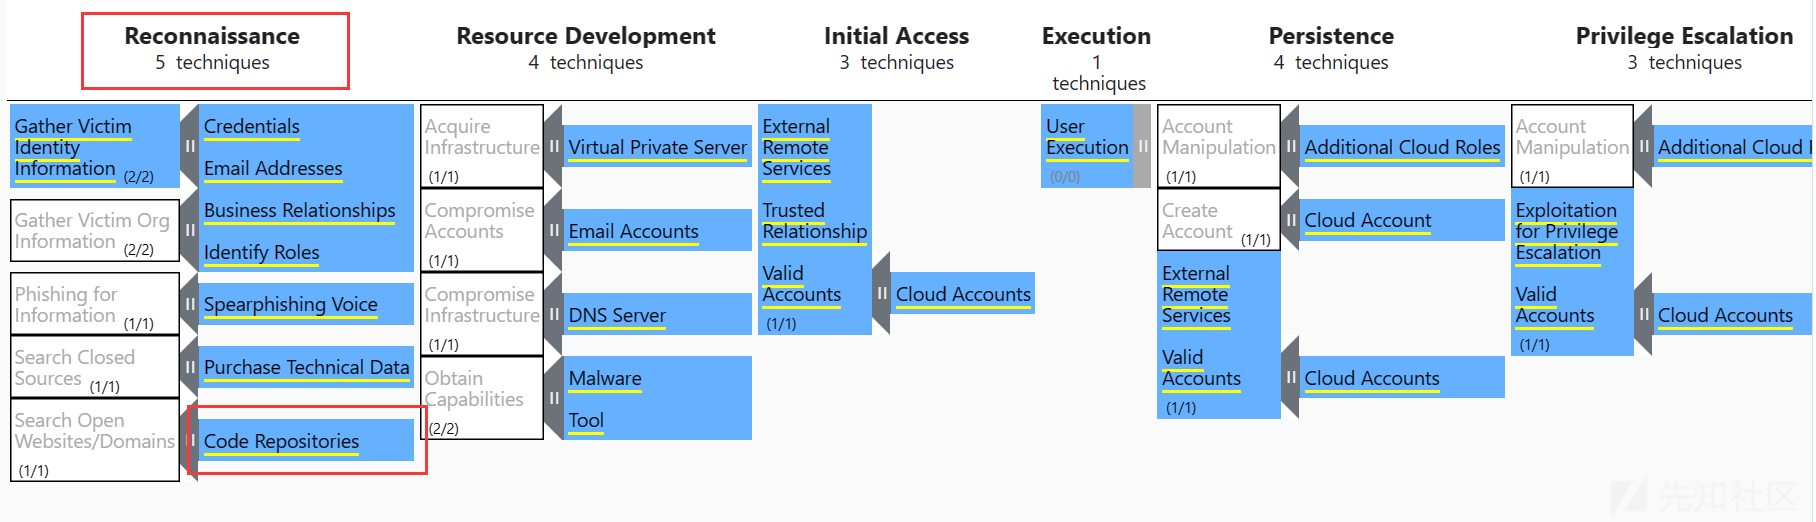 Reconnaissance
5 techniques
Gather Victim
Identity
Information (2/2)
Credentials
Email Addresses
Gather Victim Org
Information (2/2)
Business Relationships
Identify Roles
Phishing for
Information (1/1)
Spearphishing Voice
Search Closed
Sources (1/1)
Purchase Technical Data
Search Open
Websites/Domains
(1/1)
Code Repositories
Resource Development
4 techniques
Acquire
Infrastructure
(1/1)
Virtual Private Server
Compromise
Accounts
(1/1)
Email Accounts
Compromise
Infrastructure
(1/1)
DNS Server
Obtain
Capabilities
(2/2)
Malware
Tool
Initial Access
3 techniques
External
Remote
Services
Trusted
Relationship
Valid
Accounts
(1/1)
Cloud Accounts
Execution
1
techniques
User
Execution
(0/0)
Persistence
4 techniques
Account
Manipulation
(1/1)
Additional Cloud Roles
Create
Account (1/1)
Cloud Account
External
Remote
Services
Valid
Accounts
(1/1)
Cloud Accounts
Privilege Escalation
3 techniques
Account
Manipulation
(1/1)
Additional Cloud
Exploitation
for Privilege
Escalation
Valid
Accounts
(1/1)
Cloud Accounts
先知社区